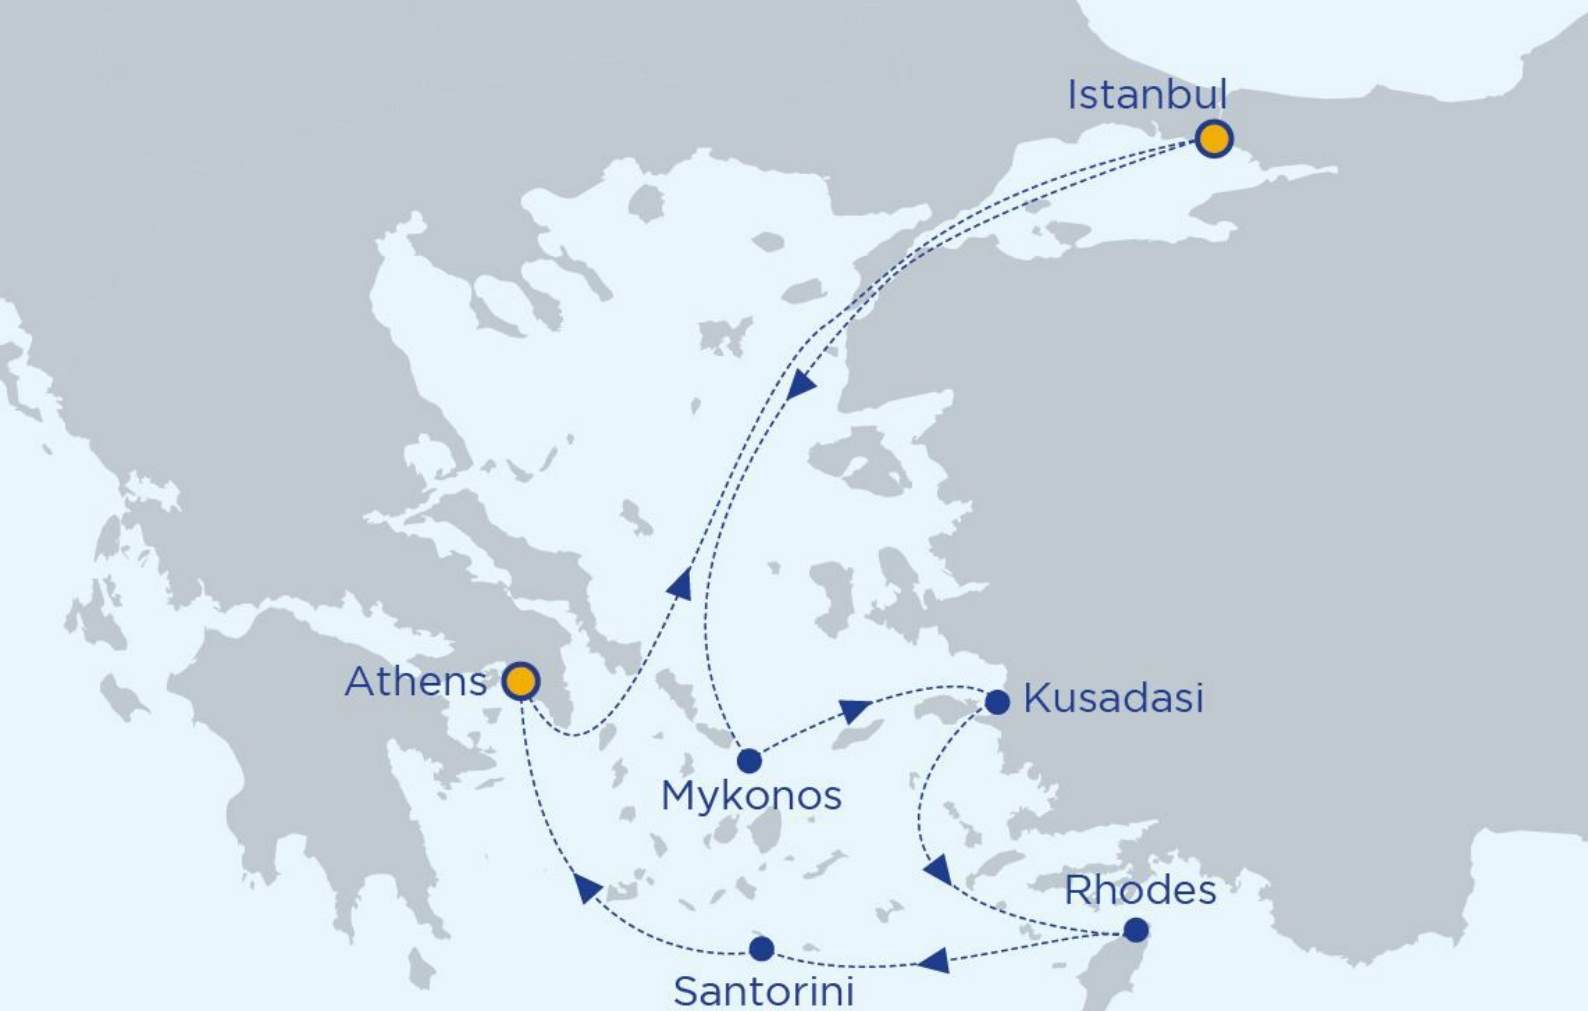 Istanbul
Athens
Kusadasi
Mykonos
Rhodes
Santorini